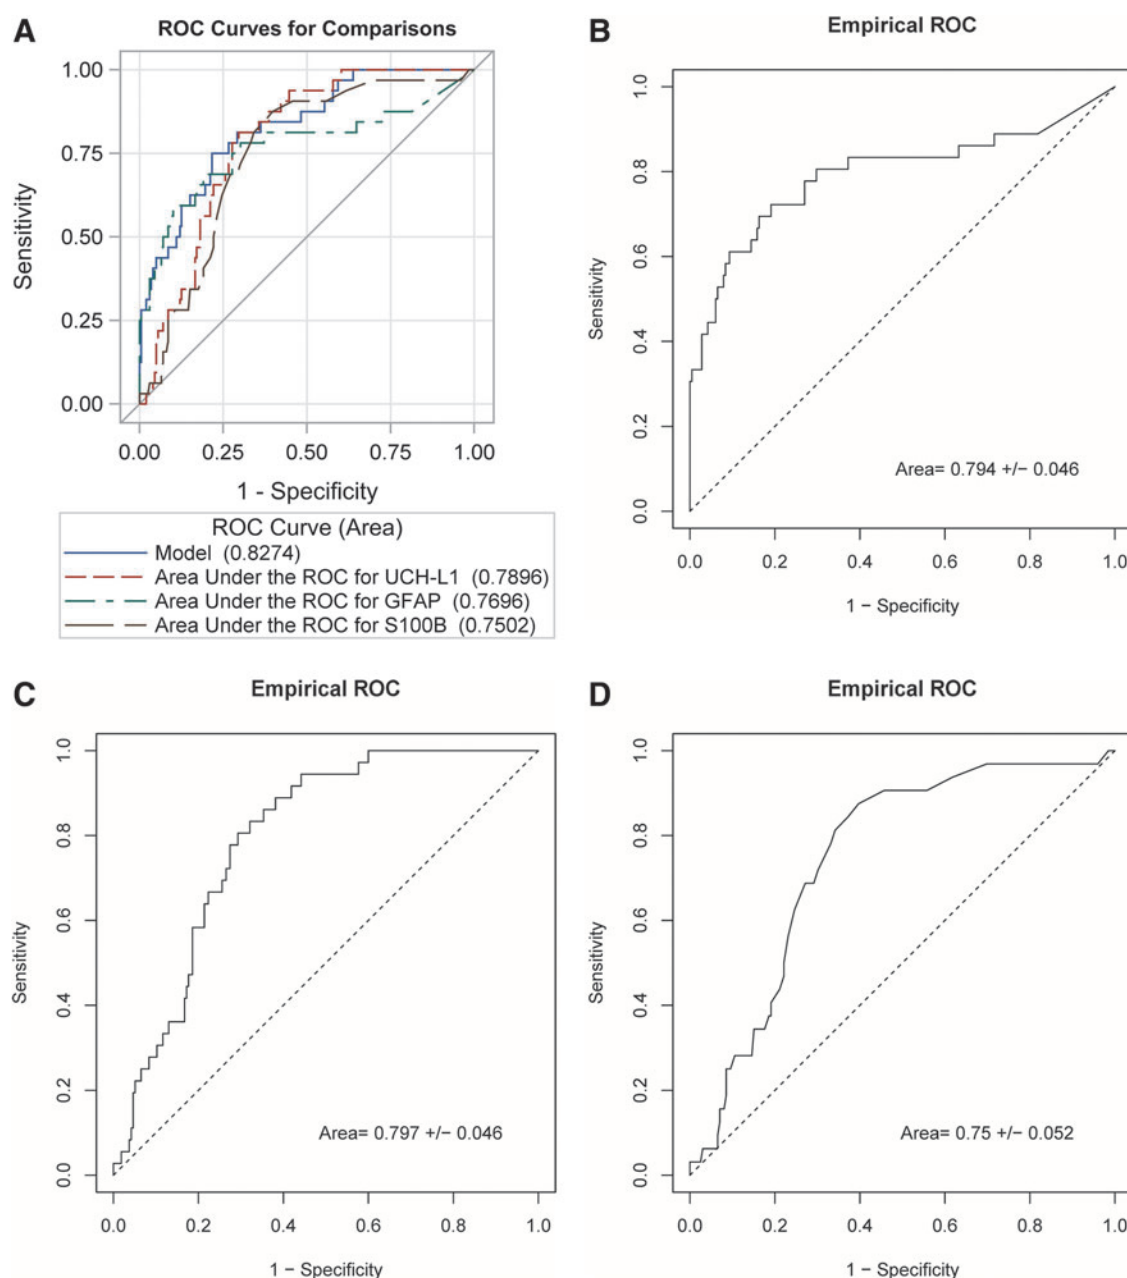 A
ROC Curves for Comparisons
1.00
0.75
0.50
0.25
0.00
Sensitivity
0.00 0.25 0.50 0.75 1.00
1 - Specificity
ROC Curve (Area)
Model (0.8274)
Area Under the ROC for UCH-L1 (0.7896)
Area Under the ROC for GFAP (0.7696)
Area Under the ROC for S100B (0.7502)
B
Empirical ROC
1.0
0.8
0.6
0.4
0.2
0.0
Sensitivity
Area= 0.794 +/− 0.046
0.0 0.2 0.4 0.6 0.8 1.0
1 − Specificity
C
Empirical ROC
1.0
0.8
0.6
0.4
0.2
0.0
Sensitivity
Area= 0.797 +/− 0.046
0.0 0.2 0.4 0.6 0.8 1.0
1 − Specificity
D
Empirical ROC
1.0
0.8
0.6
0.4
0.2
0.0
Sensitivity
Area= 0.75 +/− 0.052
0.0 0.2 0.4 0.6 0.8 1.0
1 − Specificity